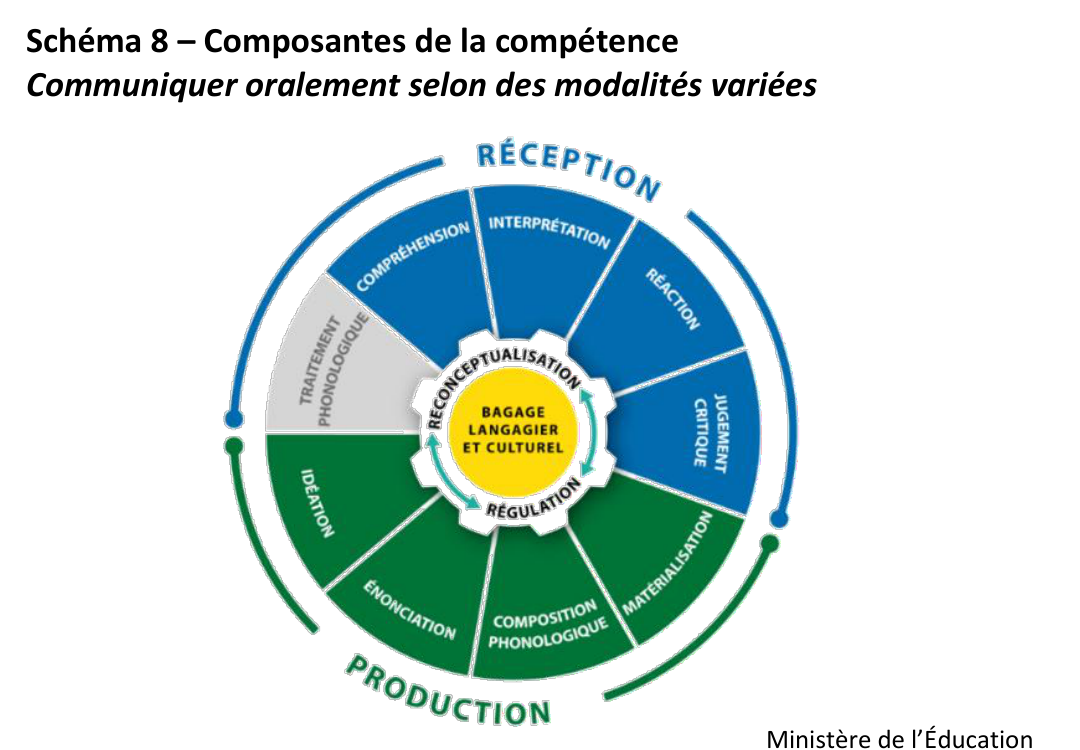 Schéma 8 – Composantes de la compétence
Communiquer oralement selon des modalités variées
RÉCEPTION
COMPRÉHENSION
INTERPRÉTATION
RÉACTION
JUGEMENT
CRITIQUE
TRAITEMENT
PHONOLOGIQUE
RECONCEPTUALISATION
BAGAGE
LANGAGIER
ET CULTUREL
RÉGULATION
IDÉATION
ÉNONCIATION
COMPOSITION
PHONOLOGIQUE
MATÉRIALISATION
PRODUCTION
Ministère de l’Éducation